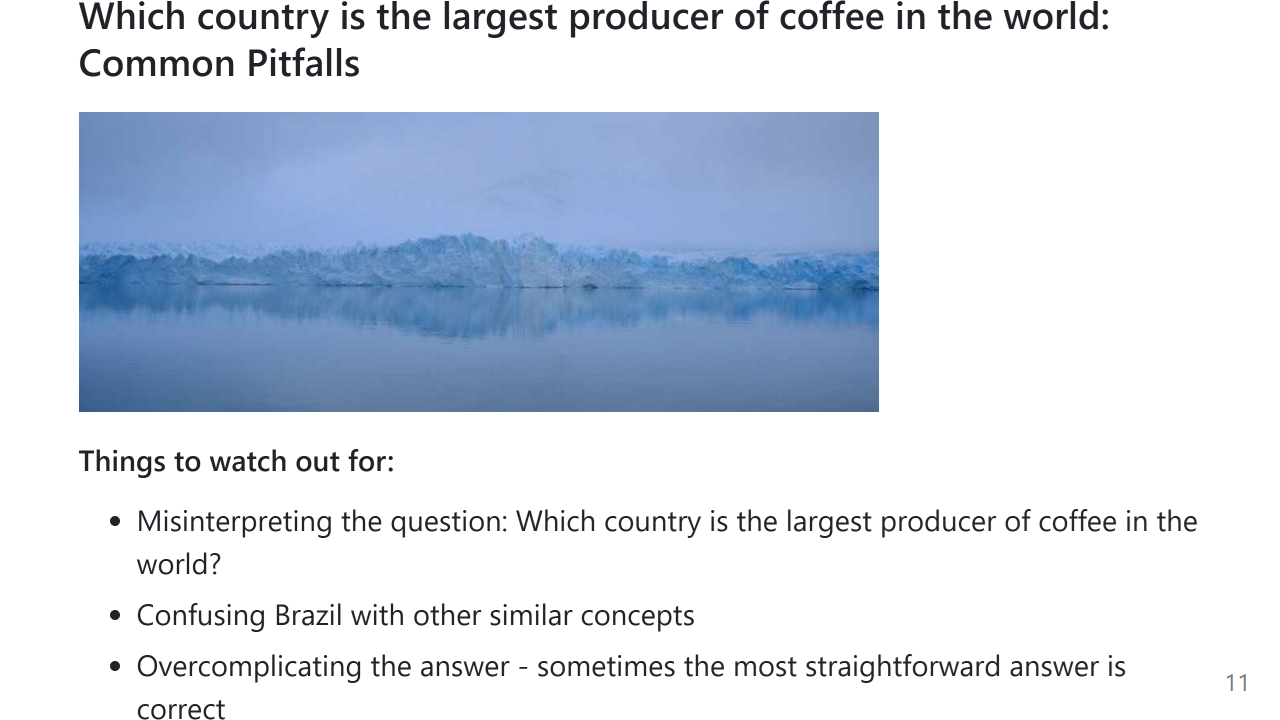 Which country is the largest producer of coffee in the world:
Common Pitfalls
Things to watch out for:
• Misinterpreting the question: Which country is the largest producer of coffee in the
world?
• Confusing Brazil with other similar concepts
• Overcomplicating the answer - sometimes the most straightforward answer is
correct
11